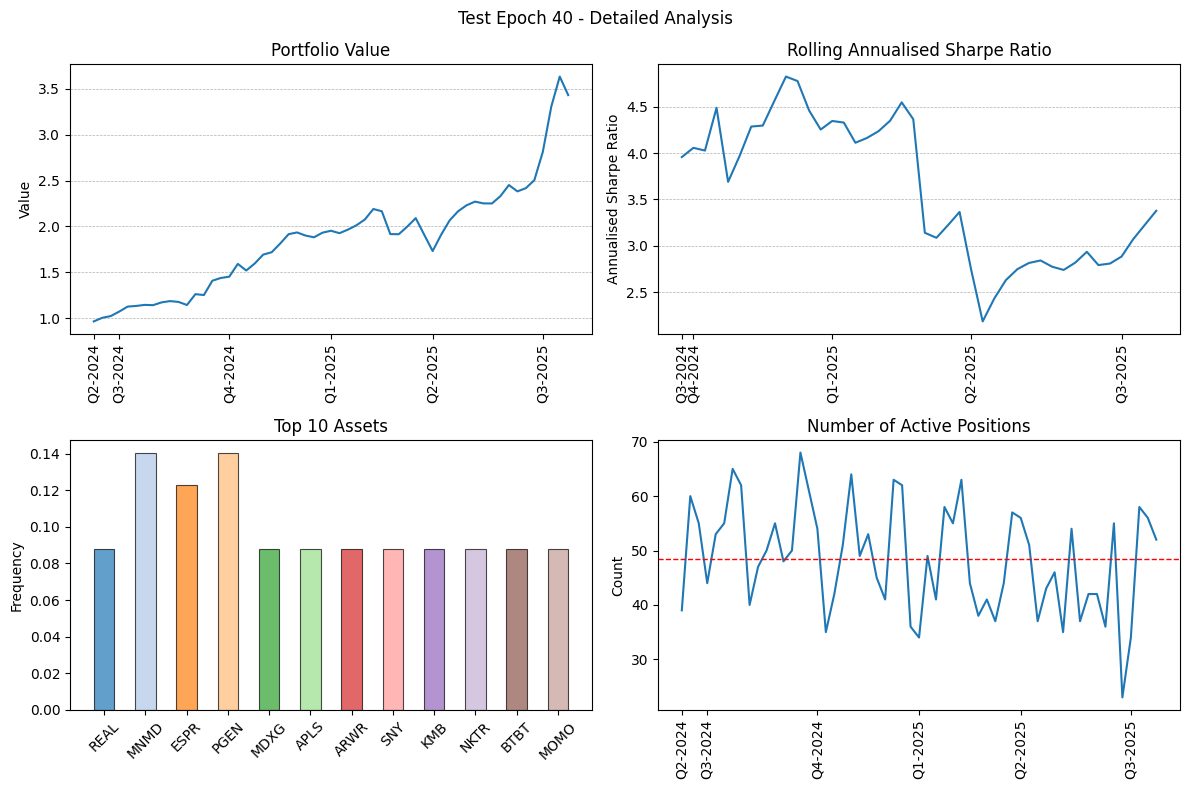 Test Epoch 40 - Detailed Analysis
Portfolio Value
Value
3.5
3.0
2.5
2.0
1.5
1.0
Q2-2024
Q3-2024
Q4-2024
Q1-2025
Q2-2025
Q3-2025
Rolling Annualised Sharpe Ratio
Annualised Sharpe Ratio
4.5
4.0
3.5
3.0
2.5
Q3-2024
Q4-2024
Q1-2025
Q2-2025
Q3-2025
Top 10 Assets
Frequency
0.14
0.12
0.10
0.08
0.06
0.04
0.02
0.00
REAL
MNMD
ESPR
PGEN
MDXG
APLS
ARWR
SNY
KMB
NKTR
BTBT
MOMO
Number of Active Positions
Count
70
60
50
40
30
Q2-2024
Q3-2024
Q4-2024
Q1-2025
Q2-2025
Q3-2025